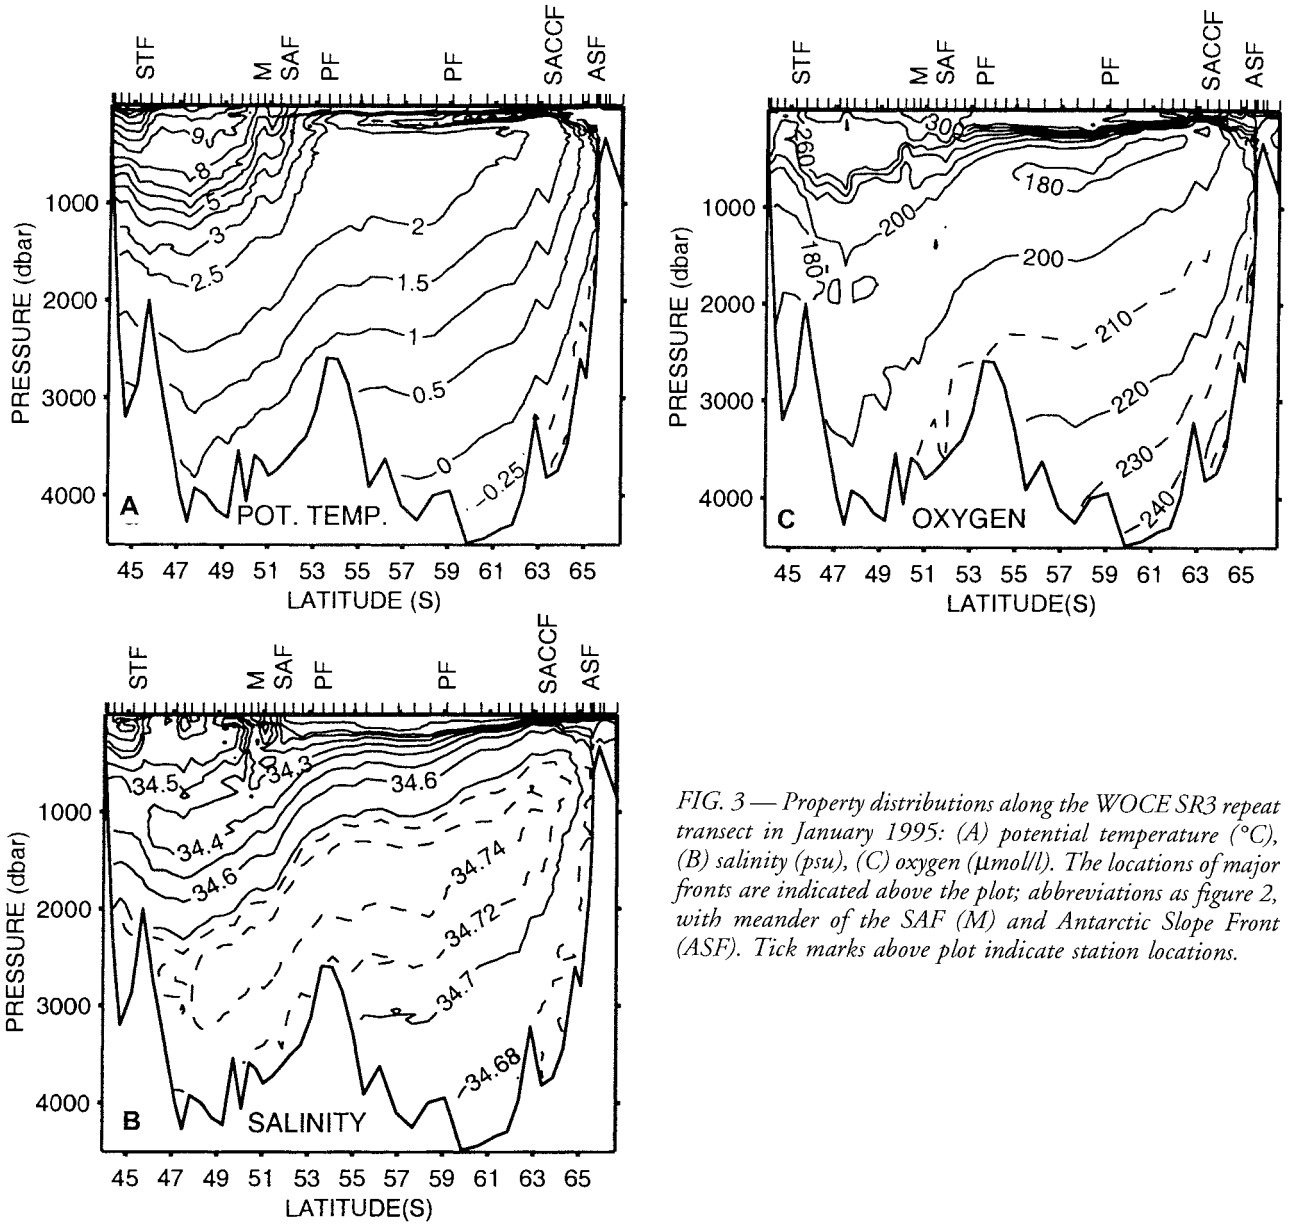 STF M SAF PF PF SACCF ASF
9
8
5
3
2.5
2
1.5
1
0.5
0
-0.25
1000
2000
3000
4000
PRESSURE (dbar)
A
POT. TEMP.
45 47 49 51 53 55 57 59 61 63 65
LATITUDE (S)
STF M SAF PF PF SACCF ASF
300
260
180
200
180
200
210
220
230
240
1000
2000
3000
4000
PRESSURE (dbar)
C
OXYGEN
45 47 49 51 53 55 57 59 61 63 65
LATITUDE(S)
STF M SAF PF PF SACCF ASF
34.5
34.3
34.6
34.4
34.6
34.74
34.72
34.7
34.68
1000
2000
3000
4000
PRESSURE (dbar)
B
SALINITY
45 47 49 51 53 55 57 59 61 63 65
LATITUDE(S)
FIG. 3 — Property distributions along the WOCE SR3 repeat
transect in January 1995: (A) potential temperature (°C),
(B) salinity (psu), (C) oxygen (μmol/l). The locations of major
fronts are indicated above the plot; abbreviations as figure 2,
with meander of the SAF (M) and Antarctic Slope Front
(ASF). Tick marks above plot indicate station locations.